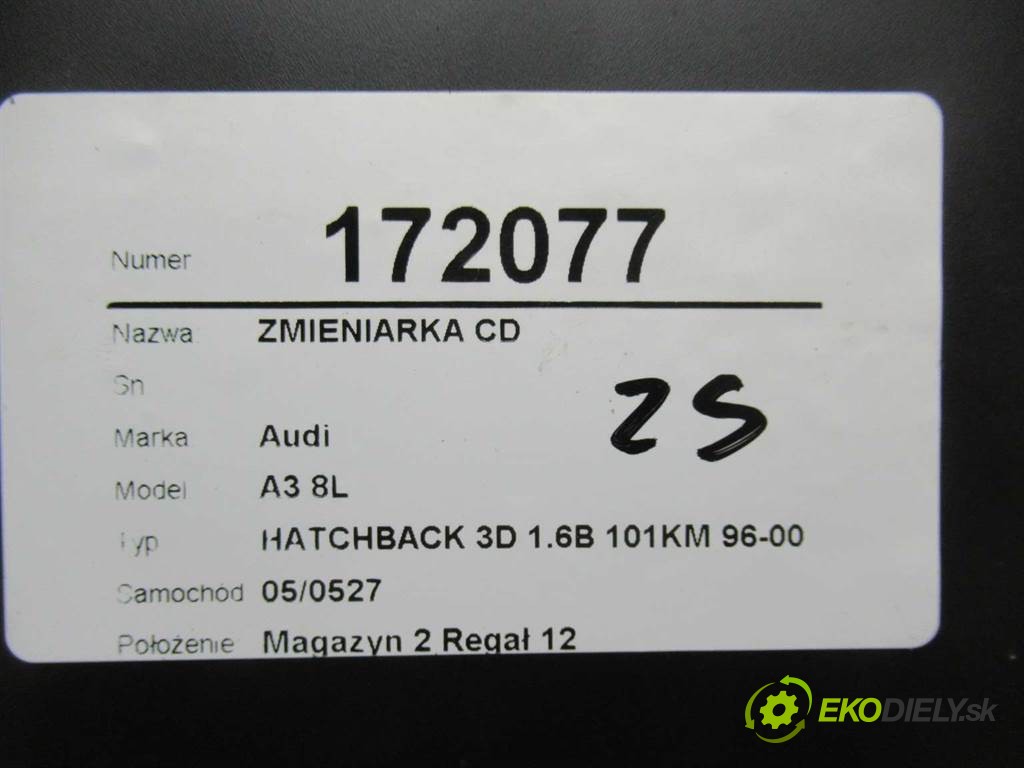 Numer 172077
Nazwa ZMIENIARKA CD
Sn
ZS
Marka Audi
Model A3 8L
Typ HATCHBACK 3D 1.6B 101KM 96-00
Samochód 05/0527
Położenie Magazyn 2 Regał 12
EKODIELY.sk